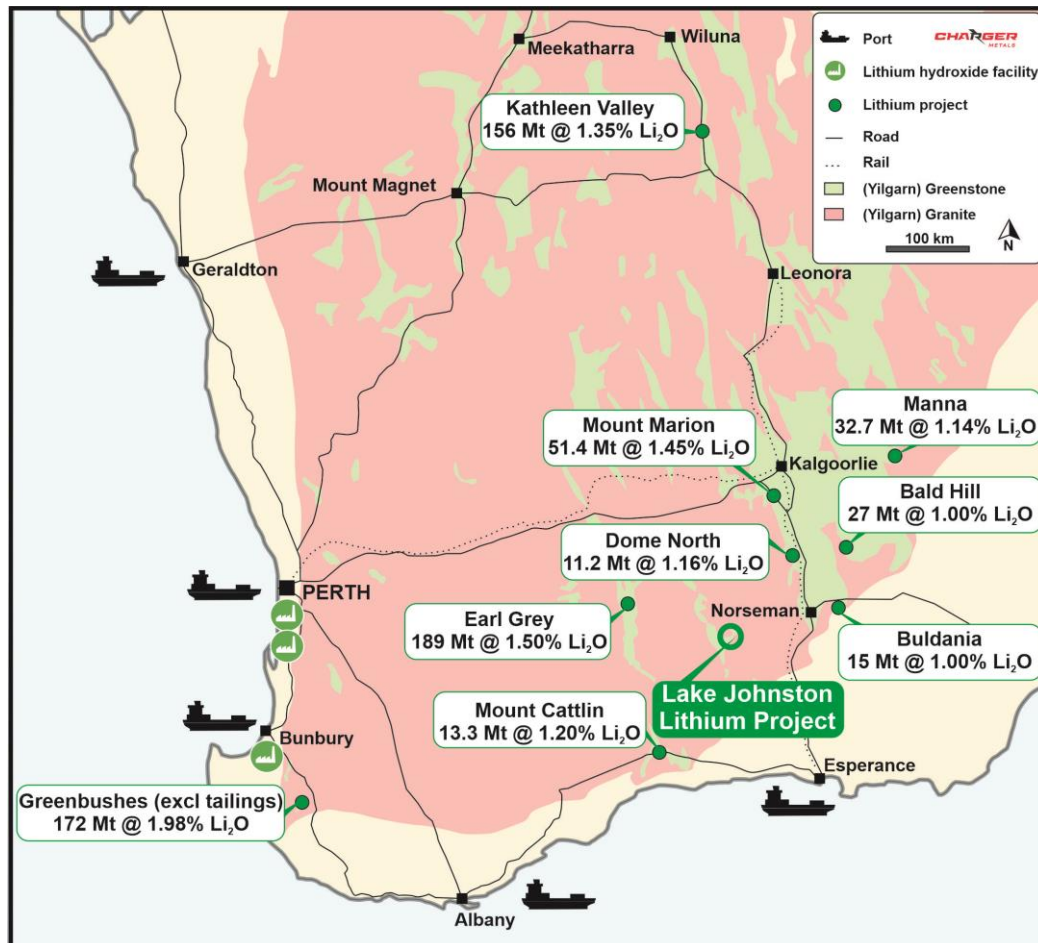 Port
CHARGER
METALS
Lithium hydroxide facility
Lithium project
Road
Rail
(Yilgarn) Greenstone
(Yilgarn) Granite
100 km
N
Meekatharra
Wiluna
Kathleen Valley
156 Mt @ 1.35% Li₂O
Mount Magnet
Geraldton
Leonora
Manna
32.7 Mt @ 1.14% Li₂O
Mount Marion
51.4 Mt @ 1.45% Li₂O
Kalgoorlie
Bald Hill
27 Mt @ 1.00% Li₂O
Dome North
11.2 Mt @ 1.16% Li₂O
PERTH
Earl Grey
189 Mt @ 1.50% Li₂O
Norseman
Buldania
15 Mt @ 1.00% Li₂O
Lake Johnston
Lithium Project
Mount Cattlin
13.3 Mt @ 1.20% Li₂O
Bunbury
Esperance
Greenbushes (excl tailings)
172 Mt @ 1.98% Li₂O
Albany